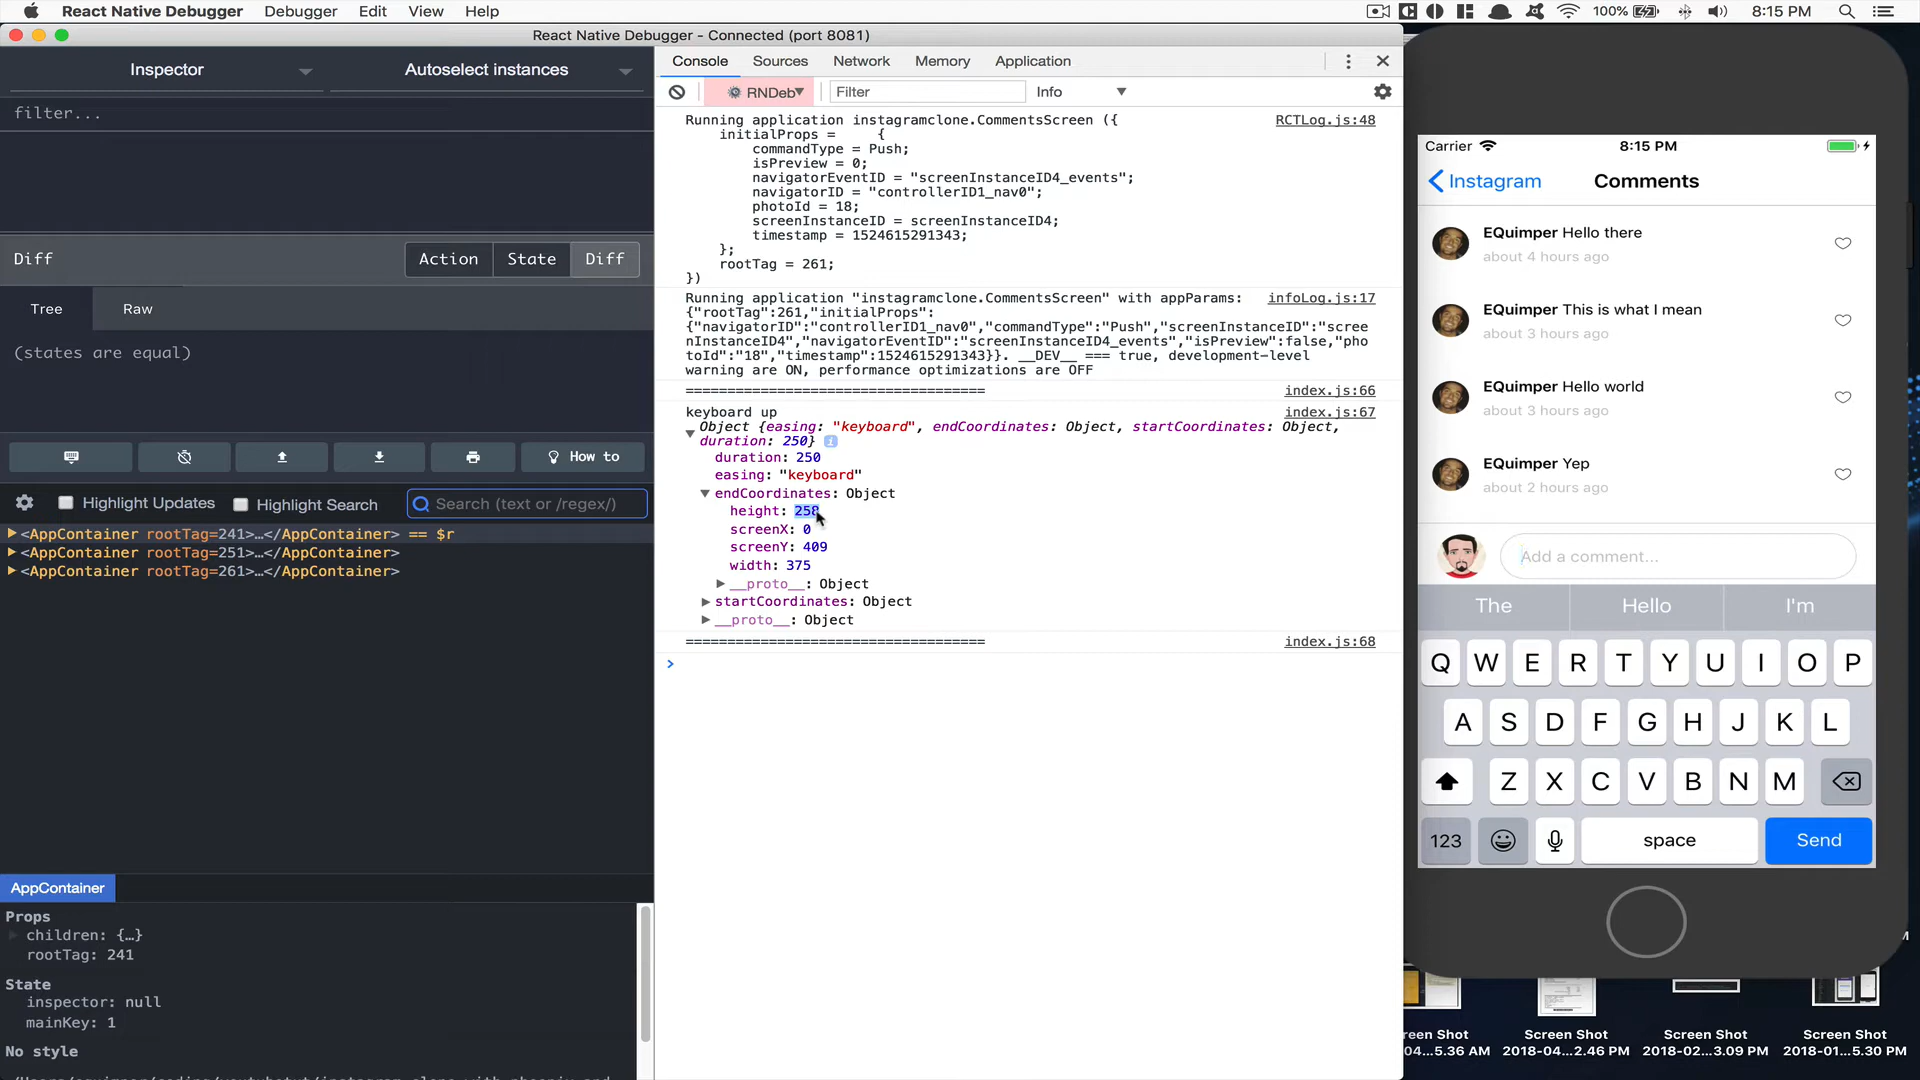 React Native Debugger Debugger Edit View Help 100% 8:15 PM
React Native Debugger - Connected (port 8081)
Inspector Autoselect instances
filter...
Diff Action State Diff
Tree Raw
(states are equal)
How to
Highlight Updates Highlight Search Search (text or /regex/)
<AppContainer rootTag=241>…</AppContainer> == $r
<AppContainer rootTag=251>…</AppContainer>
<AppContainer rootTag=261>…</AppContainer>
AppContainer
Props
children: {…}
rootTag: 241
State
inspector: null
mainKey: 1
No style
Console Sources Network Memory Application
RNDeb Filter Info
Running application instagramclone.CommentsScreen ({ RCTLog.js:48
initialProps = {
commandType = Push;
isPreview = 0;
navigatorEventID = "screenInstanceID4_events";
navigatorID = "controllerID1_nav0";
photoId = 18;
screenInstanceID = screenInstanceID4;
timestamp = 1524615291343;
};
rootTag = 261;
})
Running application "instagramclone.CommentsScreen" with appParams: infoLog.js:17
{"rootTag":261,"initialProps":
{"navigatorID":"controllerID1_nav0","commandType":"Push","screenInstanceID":"scree
nInstanceID4","navigatorEventID":"screenInstanceID4_events","isPreview":false,"pho
toId":"18","timestamp":1524615291343}}. __DEV__ === true, development-level
warning are ON, performance optimizations are OFF
==================================== index.js:66
keyboard up index.js:67
Object {easing: "keyboard", endCoordinates: Object, startCoordinates: Object,
duration: 250}
duration: 250
easing: "keyboard"
endCoordinates: Object
height: 258
screenX: 0
screenY: 409
width: 375
__proto__: Object
startCoordinates: Object
__proto__: Object
==================================== index.js:68
>
Carrier 8:15 PM
Instagram Comments
EQuimper Hello there
about 4 hours ago
EQuimper This is what I mean
about 3 hours ago
EQuimper Hello world
about 3 hours ago
EQuimper Yep
about 2 hours ago
Add a comment...
The Hello I'm
Q W E R T Y U I O P
A S D F G H J K L
Z X C V B N M
123 space Send
reen Shot Screen Shot Screen Shot Screen Shot
04...5.36 AM 2018-04...2.46 PM 2018-02...3.09 PM 2018-01...5.30 PM